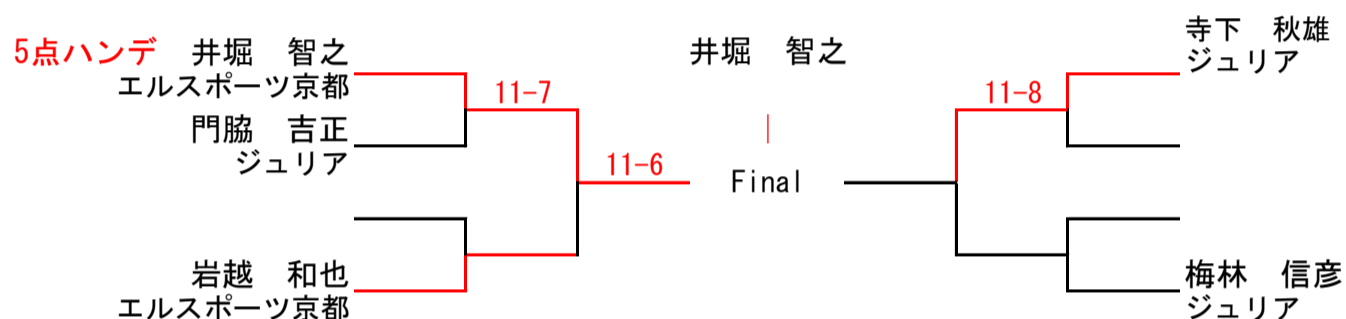 5点ハンデ 井堀 智之
エルスポーツ京都
門脇 吉正
ジュリア
岩越 和也
エルスポーツ京都
11-7
11-6
井堀 智之
Final
11-8
寺下 秋雄
ジュリア
梅林 信彦
ジュリア